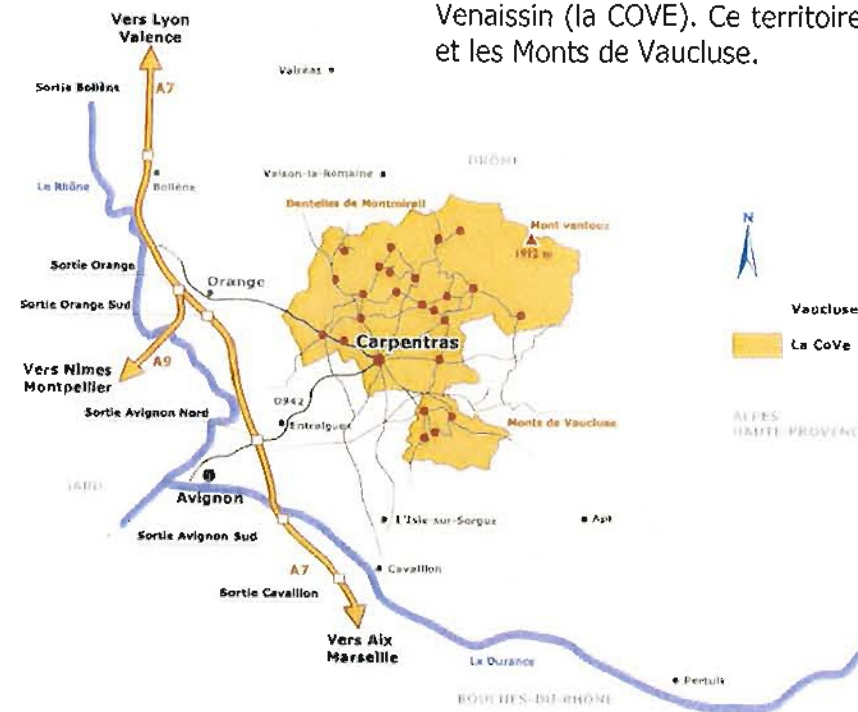 Venaissin (la COVE). Ce territoire
et les Monts de Vaucluse.
Vers Lyon
Valence
Valréas
Sortie Bollène
A7
DRÔME
Le Rhône
Bollène
Vaison-la-Romaine
Dentelles de Montmirail
Mont ventoux
1912 m
N
Sortie Orange
Orange
Sortie Orange Sud
Vaucluse
Carpentras
La CoVe
Vers Nîmes
Montpellier
A9
D942
Sortie Avignon Nord
Entraigues
Monts de Vaucluse
ALPES
HAUTE PROVENC
GARD
Avignon
L'Isle-sur-Sorgue
Apt
Sortie Avignon Sud
Cavaillon
A7
Sortie Cavaillon
Vers Aix
Marseille
La Durance
Pertuis
BOUCHES-DU-RHÔNE